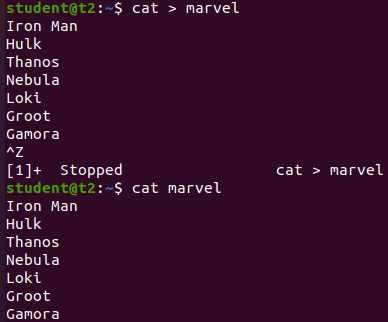 student@t2:~$ cat > marvel
Iron Man
Hulk
Thanos
Nebula
Loki
Groot
Gamora
^Z
[1]+  Stopped                 cat > marvel
student@t2:~$ cat marvel
Iron Man
Hulk
Thanos
Nebula
Loki
Groot
Gamora